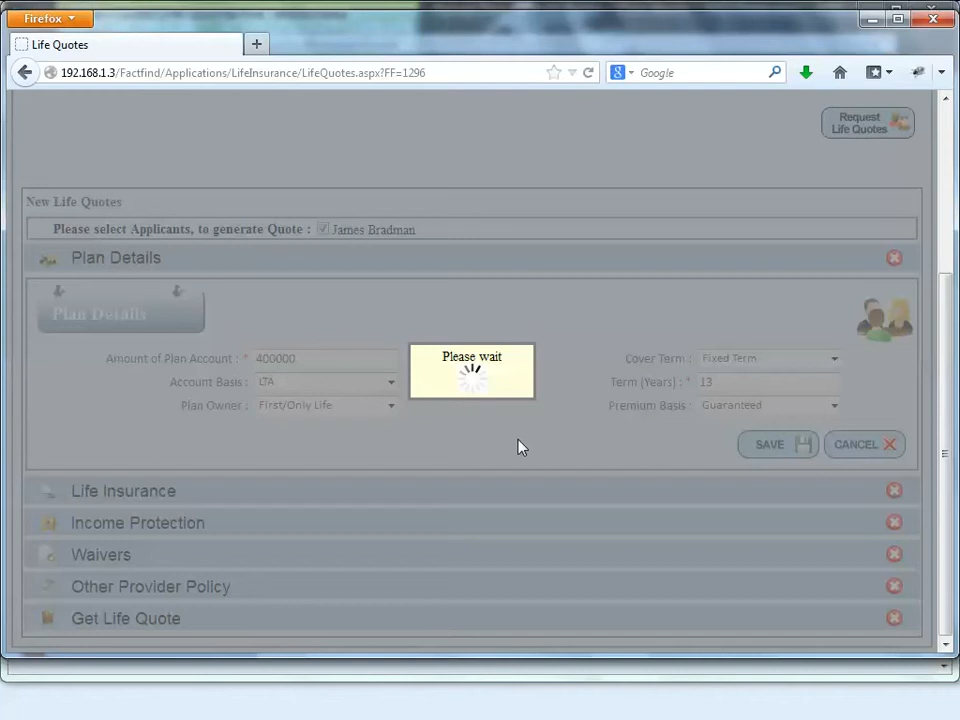 Firefox
Life Quotes
192.168.1.3/Factfind/Applications/LifeInsurance/LifeQuotes.aspx?FF=1296
Google
Request
Life Quotes
New Life Quotes
Please select Applicants, to generate Quote : James Bradman
Plan Details
Plan Details
Amount of Plan Account : * 400000
Cover Term : Fixed Term
Account Basis : LTA
Term (Years) : * 13
Plan Owner : First/Only Life
Premium Basis : Guaranteed
Please wait
SAVE
CANCEL
Life Insurance
Income Protection
Waivers
Other Provider Policy
Get Life Quote